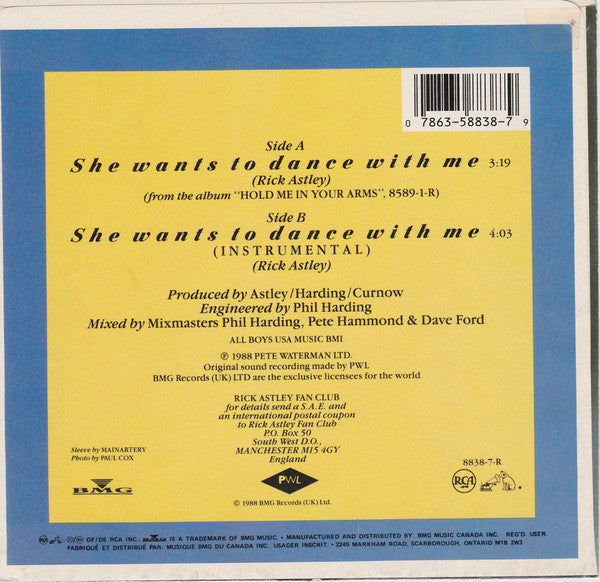 0 78635-88387 9
Side A
She wants to dance with me 3:19
(Rick Astley)
(from the album "HOLD ME IN YOUR ARMS", 8589-1-R)
Side B
She wants to dance with me 4:03
(INSTRUMENTAL)
(Rick Astley)
Produced by Astley/Harding/Curnow
Engineered by Phil Harding
Mixed by Mixmasters Phil Harding, Pete Hammond & Dave Ford
ALL BOYS USA MUSIC BMI
℗ 1988 PETE WATERMAN LTD.
Original sound recording made by PWL
BMG Records (UK) LTD are the exclusive licensees for the world
RICK ASTLEY FAN CLUB
for details send a S.A.E. and
an international postal coupon
to Rick Astley Fan Club
P.O. Box 50
South West D.O.,
MANCHESTER M15 4GY
England
Sleeve by MAINARTERY
Photo by PAUL COX
8838-7-R
BMG
PWL
RCA
© 1988 BMG Records (UK) Ltd.
OF/DE RCA INC. BMG IS A TRADEMARK OF BMG MUSIC. • MANUFACTURED AND DISTRIBUTED BY: BMG MUSIC CANADA INC. REG'D. USER.
FABRIQUÉ ET DISTRIBUÉ PAR: MUSIQUE BMG DU CANADA INC. USAGER INSCRIT. • 2245 MARKHAM ROAD, SCARBOROUGH, ONTARIO M1B 2W3